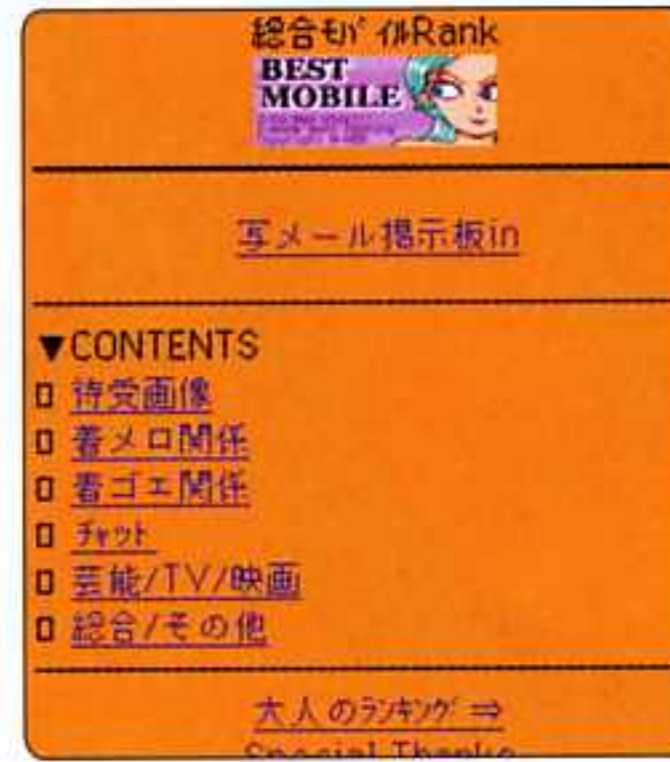 総合ﾓﾊﾞｲﾙRank
BEST
MOBILE
写メール掲示板in
▼CONTENTS
待受画像
着メロ関係
着ゴエ関係
ﾁｬｯﾄ
芸能/TV/映画
総合/その他
大人のﾗﾝｷﾝｸﾞ⇒
Special Thanks